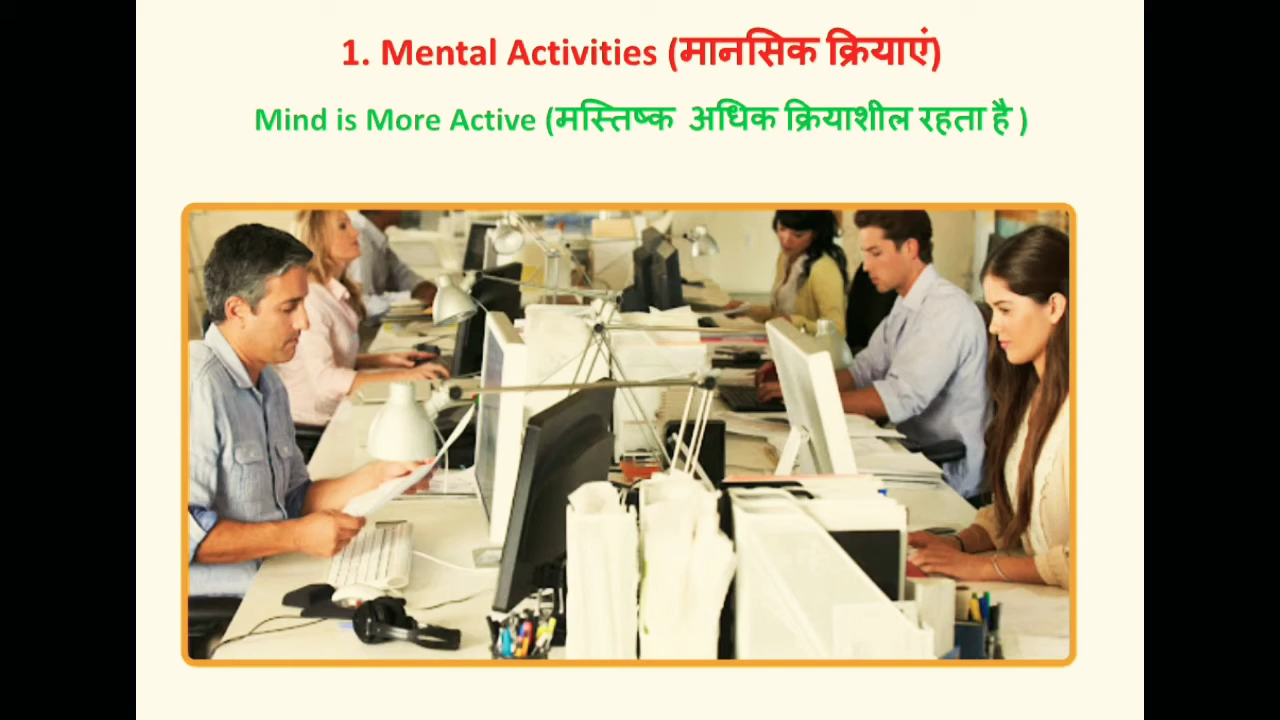 1. Mental Activities (मानसिक क्रियाएं)
Mind is More Active (मस्तिष्क अधिक क्रियाशील रहता है )